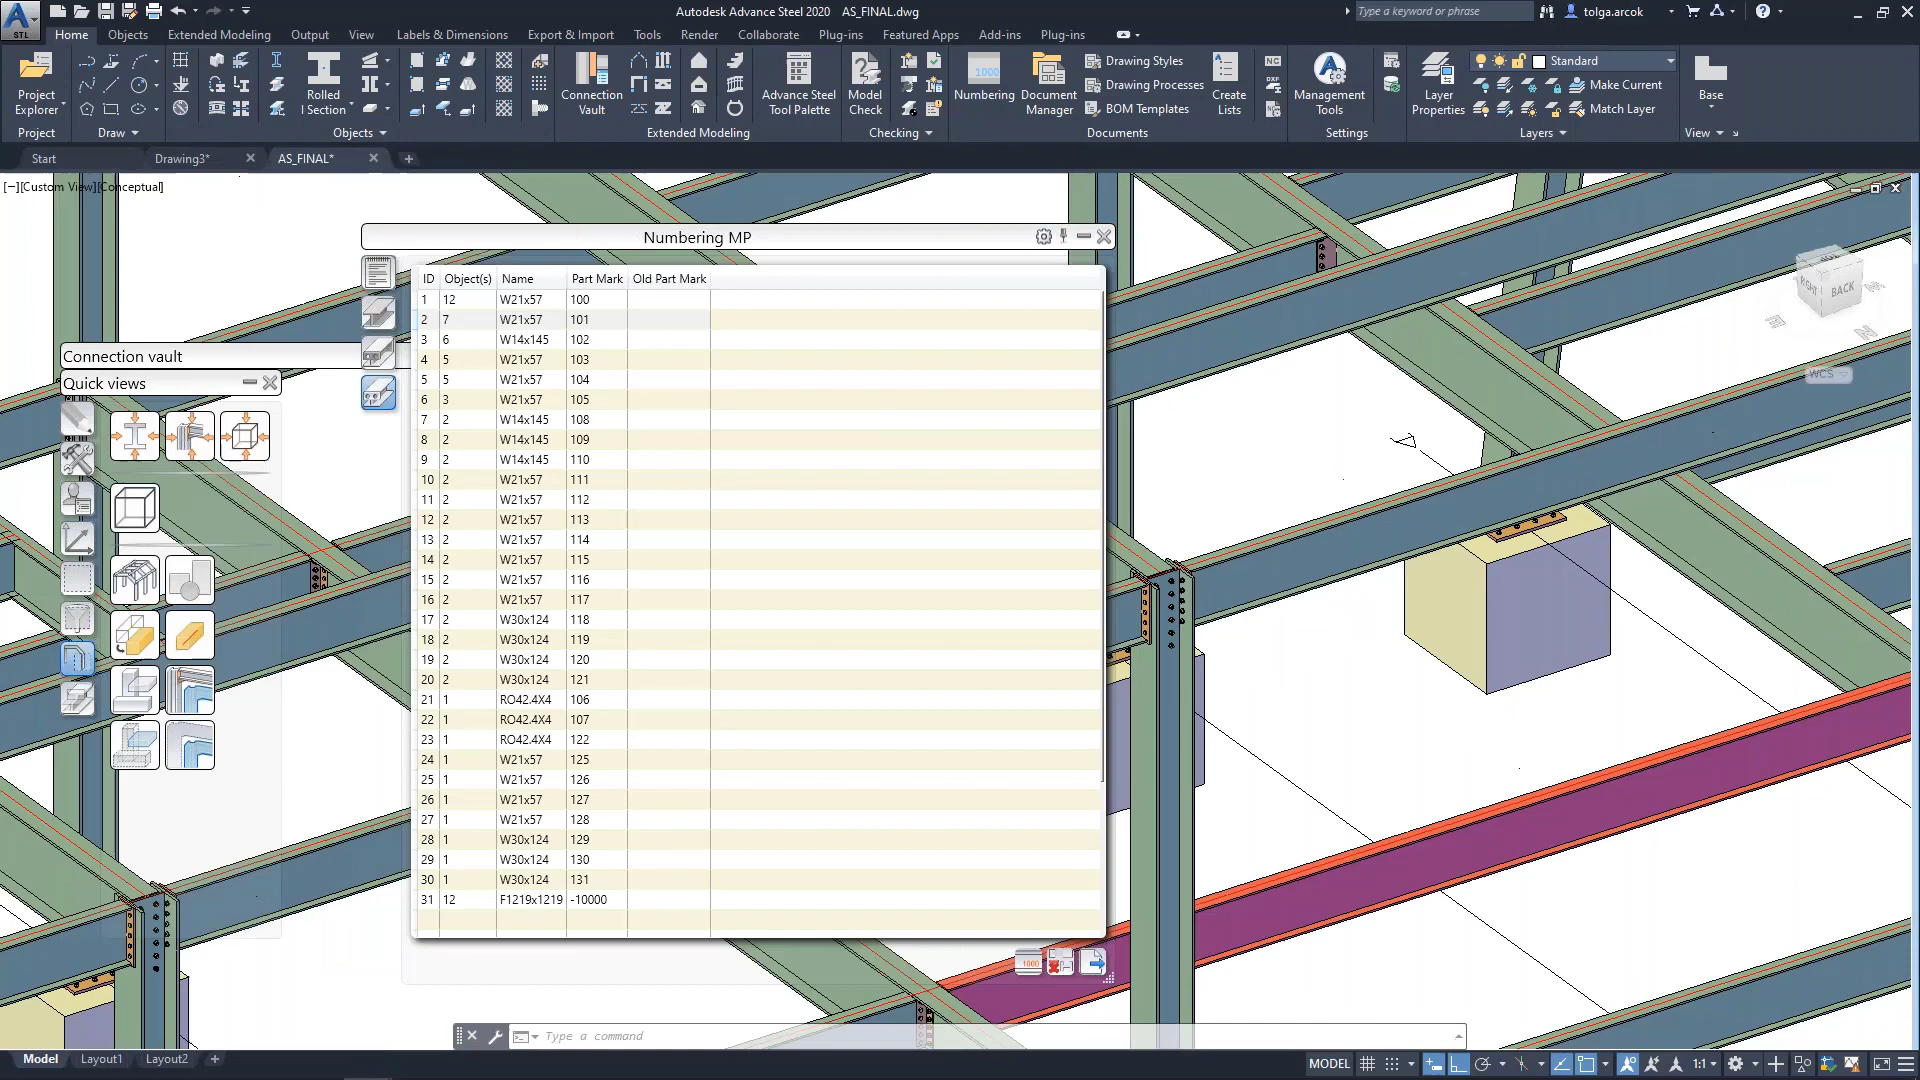 Autodesk Advance Steel 2020 AS_FINAL.dwg
Type a keyword or phrase
tolga.arcok
STL
Home Objects Extended Modeling Output View Labels & Dimensions Export & Import Tools Render Collaborate Plug-ins Featured Apps Add-ins Plug-ins
Project Explorer
Rolled I Section
Connection Vault
Advance Steel Tool Palette
Model Check
1000
Numbering
Document Manager
Drawing Styles
Drawing Processes
BOM Templates
Create Lists
NC
DXF
Management Tools
Layer Properties
Standard
Make Current
Match Layer
Base
Project Draw Objects Extended Modeling Checking Documents Settings Layers View
Start Drawing3* AS_FINAL*
[−][Custom View][Conceptual]
Numbering MP
Connection vault
Quick views
ID Object(s) Name Part Mark Old Part Mark
1 12 W21x57 100
2 7 W21x57 101
3 6 W14x145 102
4 5 W21x57 103
5 5 W21x57 104
6 3 W21x57 105
7 2 W14x145 108
8 2 W14x145 109
9 2 W14x145 110
10 2 W21x57 111
11 2 W21x57 112
12 2 W21x57 113
13 2 W21x57 114
14 2 W21x57 115
15 2 W21x57 116
16 2 W21x57 117
17 2 W30x124 118
18 2 W30x124 119
19 2 W30x124 120
20 2 W30x124 121
21 1 RO42.4X4 106
22 1 RO42.4X4 107
23 1 RO42.4X4 122
24 1 W21x57 125
25 1 W21x57 126
26 1 W21x57 127
27 1 W21x57 128
28 1 W30x124 129
29 1 W30x124 130
30 1 W30x124 131
31 12 F1219x1219 -10000
1000
RIGHT BACK
WCS
Type a command
Model Layout1 Layout2
MODEL 1:1